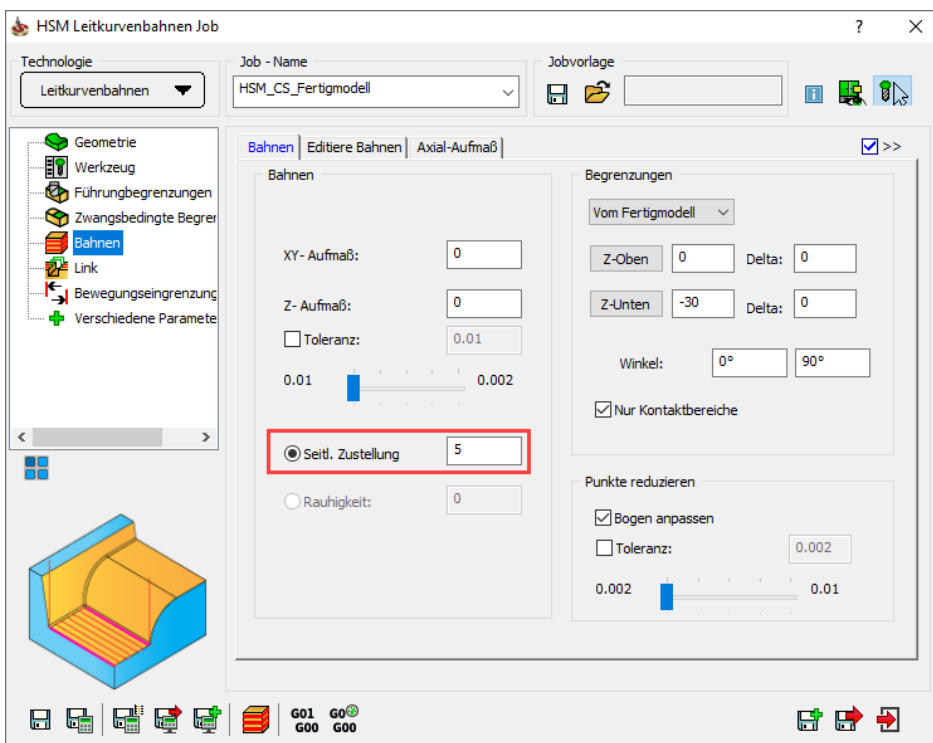 HSM Leitkurvenbahnen Job
?
Technologie
Leitkurvenbahnen
Job - Name
HSM_CS_Fertigmodell
Jobvorlage
Geometrie
Werkzeug
Führungbegrenzungen
Zwangsbedingte Begrer
Bahnen
Link
Bewegungseingrenzung
Verschiedene Paramete
Bahnen
Editiere Bahnen
Axial-Aufmaß
>>
Bahnen
XY- Aufmaß:
0
Z- Aufmaß:
0
Toleranz:
0.01
0.01
0.002
Seitl. Zustellung
5
Rauhigkeit:
0
Begrenzungen
Vom Fertigmodell
Z-Oben
0
Delta:
0
Z-Unten
-30
Delta:
0
Winkel:
0°
90°
Nur Kontaktbereiche
Punkte reduzieren
Bogen anpassen
Toleranz:
0.002
0.002
0.01
G01
G00
G0
G00